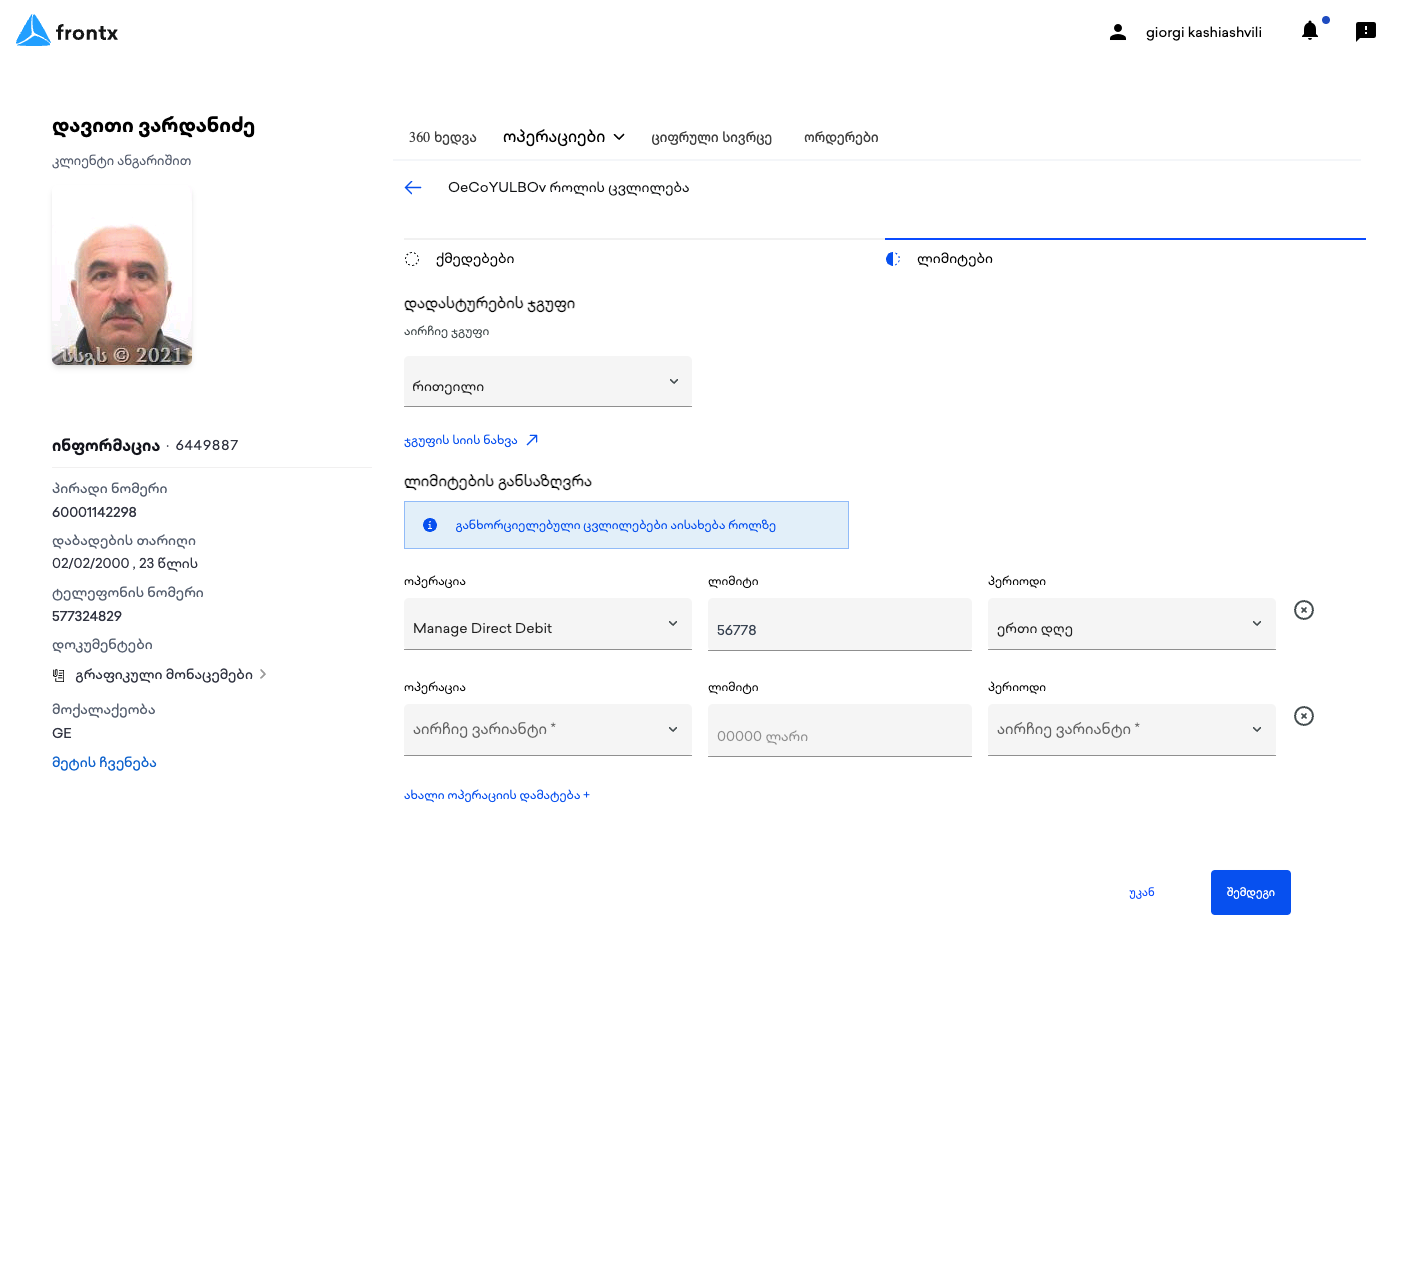 frontx
giorgi kashiashvili
დავითი ვარდანიძე
კლიენტი ანგარიშით
სსგს © 2021
ინფორმაცია · 6449887
პირადი ნომერი
60001142298
დაბადების თარიღი
02/02/2000 , 23 წლის
ტელეფონის ნომერი
577324829
დოკუმენტები
გრაფიკული მონაცემები
მოქალაქეობა
GE
მეტის ჩვენება
360 ხედვა ოპერაციები ციფრული სივრცე ორდერები
OeCoYULBOv როლის ცვლილება
ქმედებები ლიმიტები
დადასტურების ჯგუფი
აირჩიე ჯგუფი
რითეილი
ჯგუფის სიის ნახვა
ლიმიტების განსაზღვრა
განხორციელებული ცვლილებები აისახება როლზე
ოპერაცია ლიმიტი პერიოდი
Manage Direct Debit 56778 ერთი დღე
ოპერაცია ლიმიტი პერიოდი
აირჩიე ვარიანტი * 00000 ლარი აირჩიე ვარიანტი *
ახალი ოპერაციის დამატება +
უკან შემდეგი